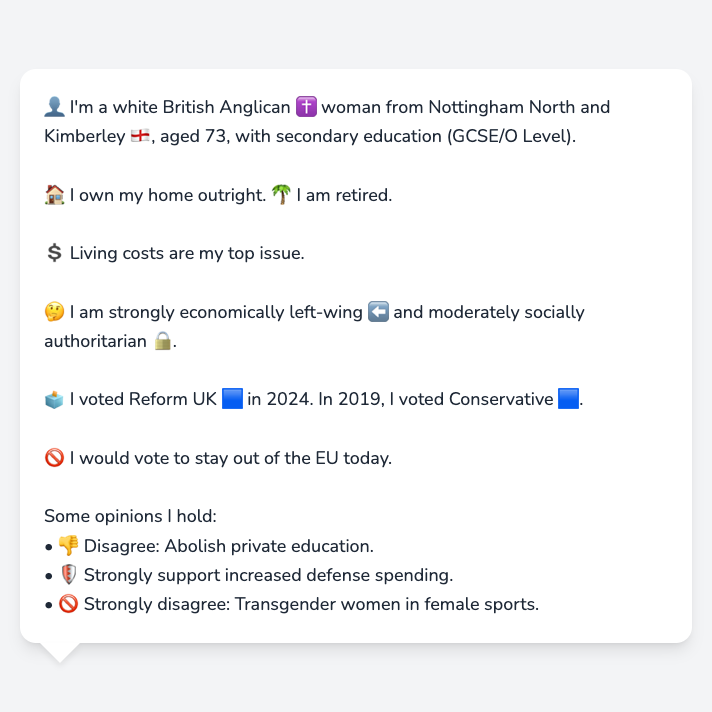 👤 I'm a white British Anglican ✝️ woman from Nottingham North and
Kimberley 🏴󠁧󠁢󠁥󠁮󠁧󠁿, aged 73, with secondary education (GCSE/O Level).
🏠 I own my home outright. 🌴 I am retired.
💲 Living costs are my top issue.
🤔 I am strongly economically left-wing ⬅️ and moderately socially
authoritarian 🔒.
🗳️ I voted Reform UK 🟦 in 2024. In 2019, I voted Conservative 🟦.
🚫 I would vote to stay out of the EU today.
Some opinions I hold:
• 👎 Disagree: Abolish private education.
• 🛡️ Strongly support increased defense spending.
• 🚫 Strongly disagree: Transgender women in female sports.